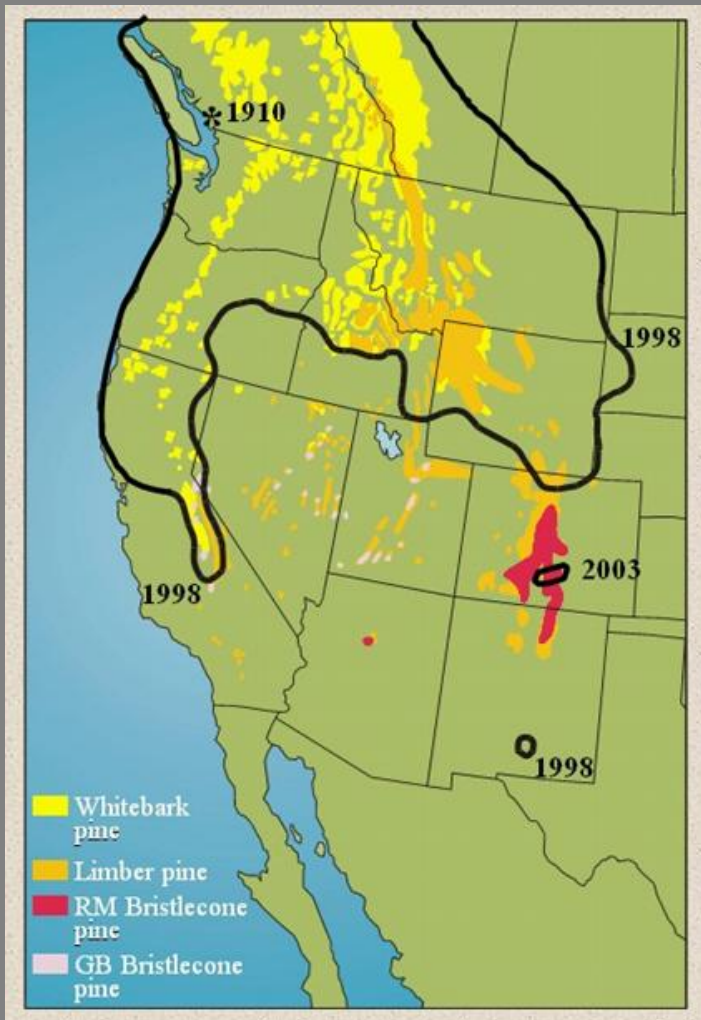 *1910
1998
2003
1998
1998
Whitebark
pine
Limber pine
RM Bristlecone
pine
GB Bristlecone
pine